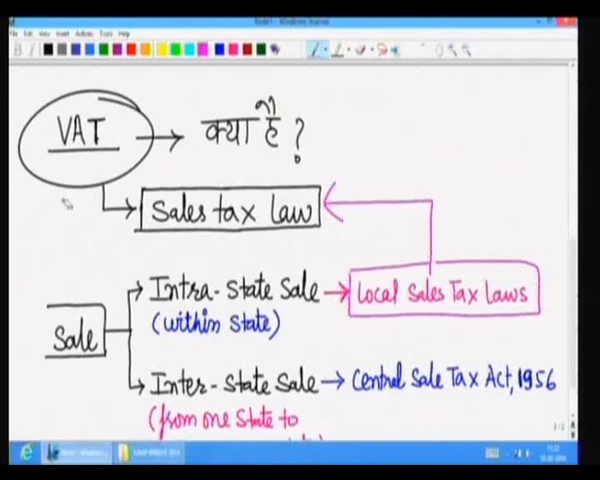 VAT → क्या है ?
Sales tax Law
Intra-State Sale → Local Sales Tax Laws
(within State)
Sale
Inter-State Sale → Central Sale Tax Act, 1956
(from one State to